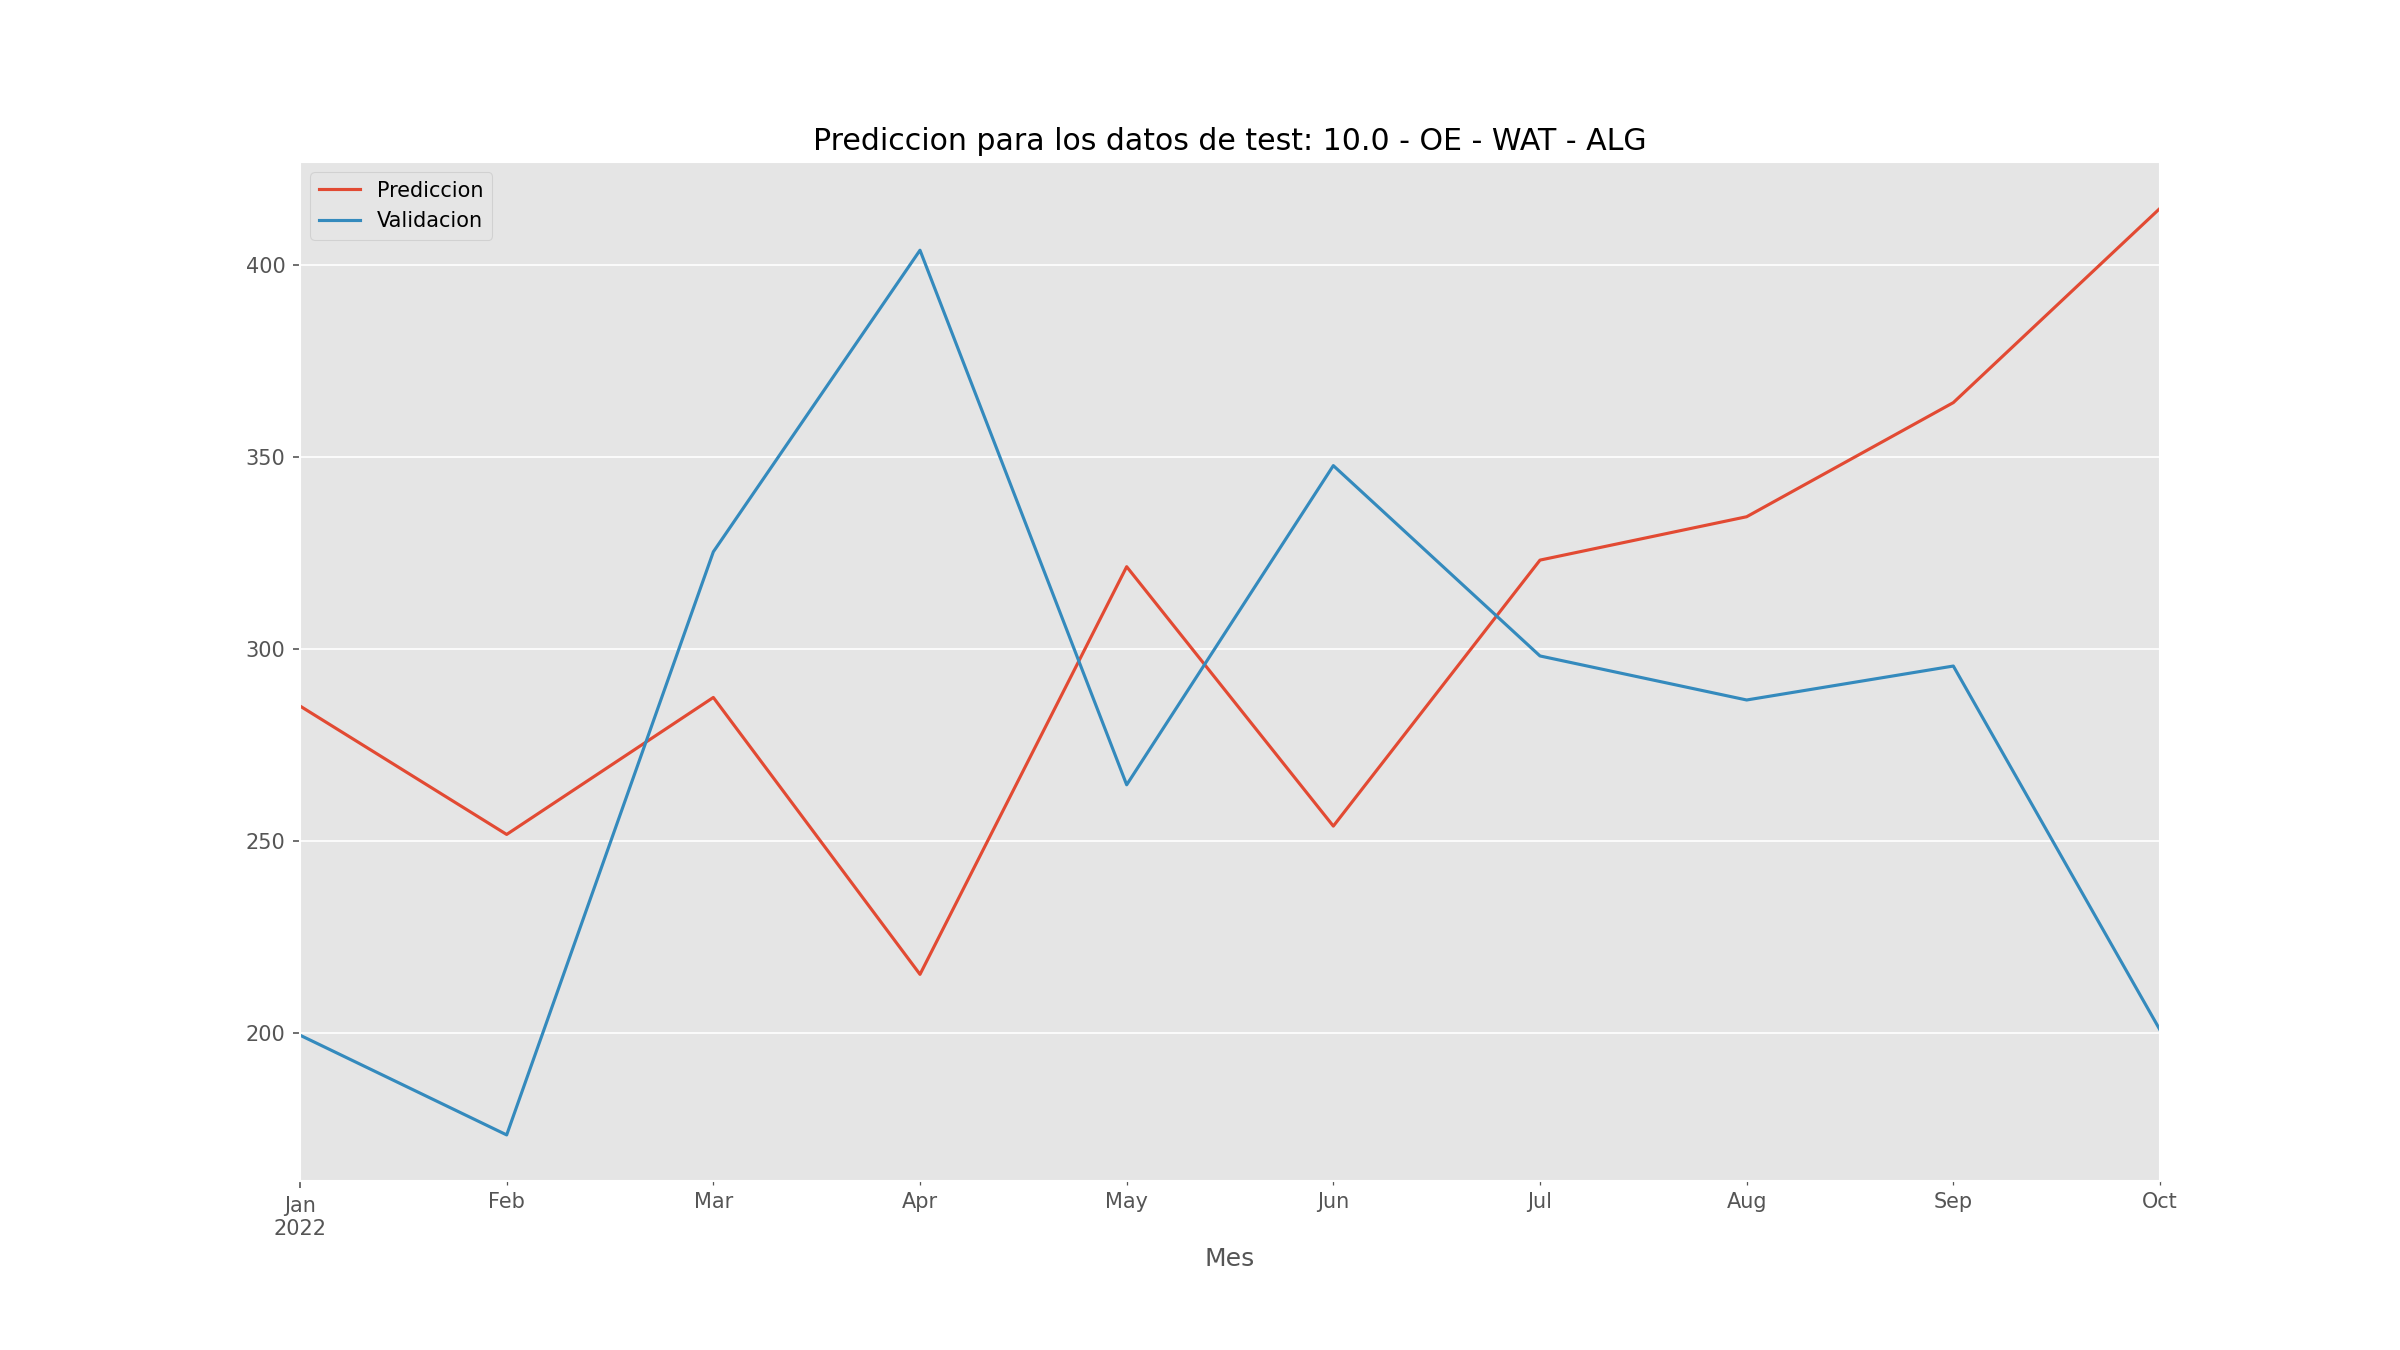 Prediccion para los datos de test: 10.0 - OE - WAT - ALG
Prediccion
Validacion
400
350
300
250
200
Jan
2022
Feb
Mar
Apr
May
Jun
Jul
Aug
Sep
Oct
Mes